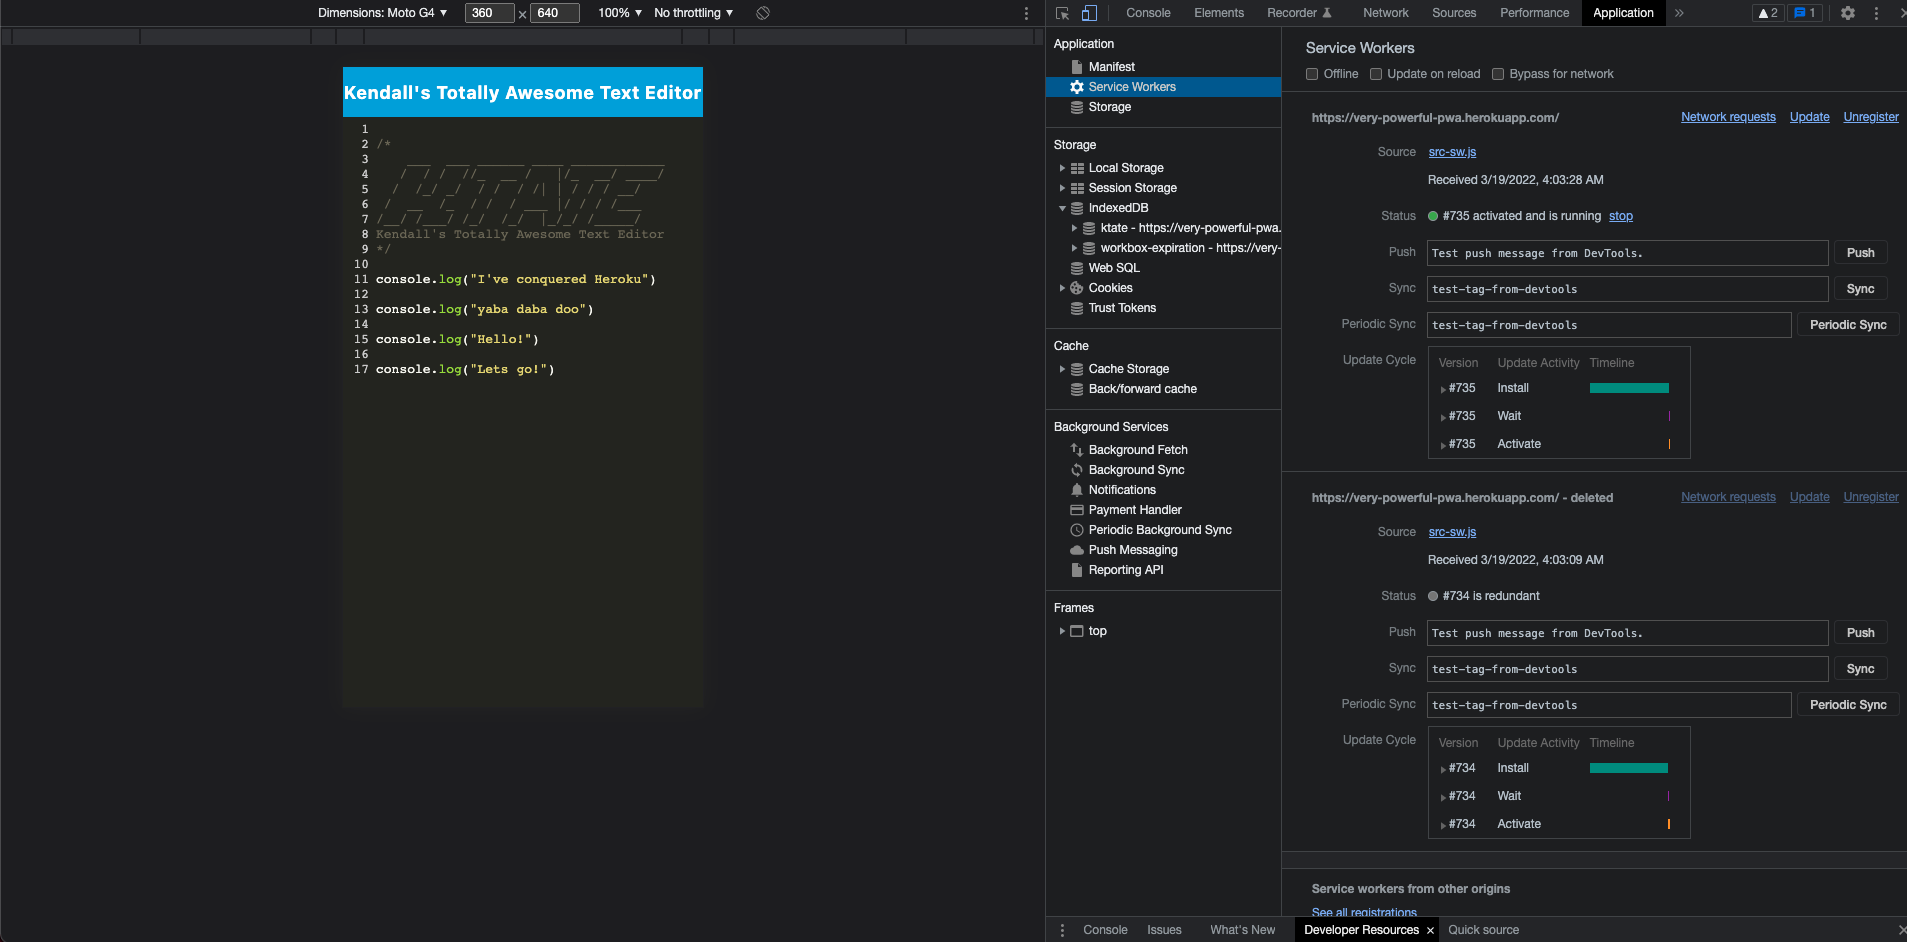 Dimensions: Moto G4 ▼ 360 × 640 100% ▼ No throttling ▼
Kendall's Totally Awesome Text Editor
1
2 /*
3
4
5
6
7
8 Kendall's Totally Awesome Text Editor
9 */
10
11 console.log("I've conquered Heroku")
12
13 console.log("yaba daba doo")
14
15 console.log("Hello!")
16
17 console.log("Lets go!")
Console Elements Recorder Network Sources Performance Application » 2 1
Application
Manifest
Service Workers
Storage
Storage
Local Storage
Session Storage
IndexedDB
ktate - https://very-powerful-pwa.
workbox-expiration - https://very-
Web SQL
Cookies
Trust Tokens
Cache
Cache Storage
Back/forward cache
Background Services
Background Fetch
Background Sync
Notifications
Payment Handler
Periodic Background Sync
Push Messaging
Reporting API
Frames
top
Service Workers
Offline Update on reload Bypass for network
https://very-powerful-pwa.herokuapp.com/ Network requests Update Unregister
Source src-sw.js
Received 3/19/2022, 4:03:28 AM
Status #735 activated and is running stop
Push Test push message from DevTools. Push
Sync test-tag-from-devtools Sync
Periodic Sync test-tag-from-devtools Periodic Sync
Update Cycle Version Update Activity Timeline
#735 Install
#735 Wait
#735 Activate
https://very-powerful-pwa.herokuapp.com/ - deleted Network requests Update Unregister
Source src-sw.js
Received 3/19/2022, 4:03:09 AM
Status #734 is redundant
Push Test push message from DevTools. Push
Sync test-tag-from-devtools Sync
Periodic Sync test-tag-from-devtools Periodic Sync
Update Cycle Version Update Activity Timeline
#734 Install
#734 Wait
#734 Activate
Service workers from other origins
See all registrations
Console Issues What's New Developer Resources × Quick source